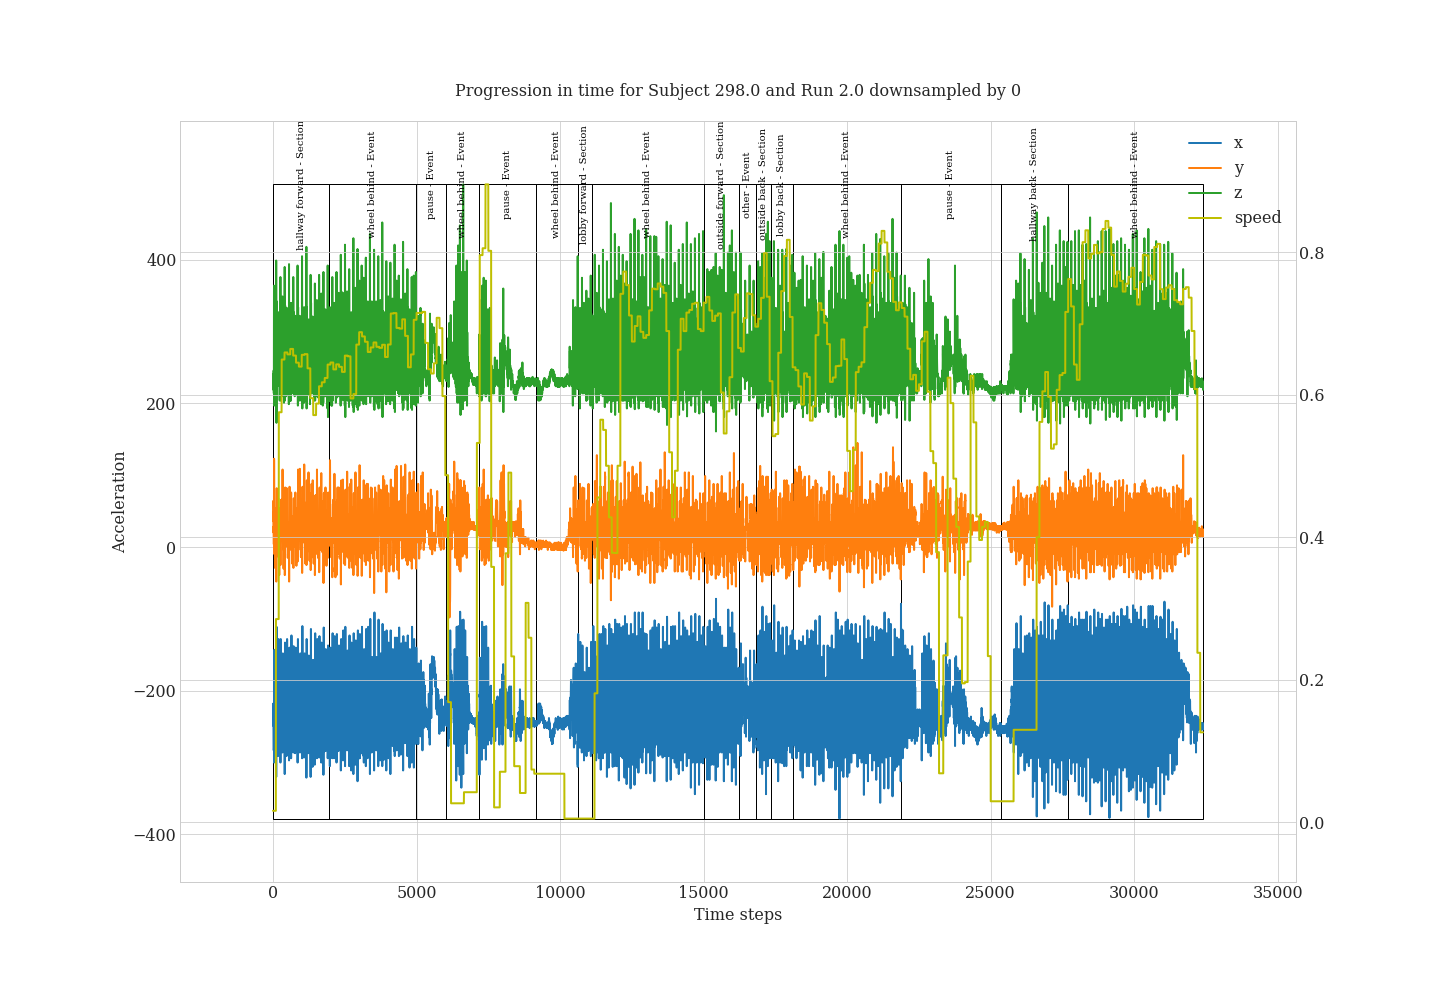 Progression in time for Subject 298.0 and Run 2.0 downsampled by 0
hallway forward - Section
wheel behind - Event
pause - Event
wheel behind - Event
pause - Event
wheel behind - Event
lobby forward - Section
wheel behind - Event
outside forward - Section
other - Event
outside back - Section
lobby back - Section
wheel behind - Event
pause - Event
hallway back - Section
wheel behind - Event
x
y
z
speed
400
200
0
−200
−400
0.8
0.6
0.4
0.2
0.0
Acceleration
0 5000 10000 15000 20000 25000 30000 35000
Time steps